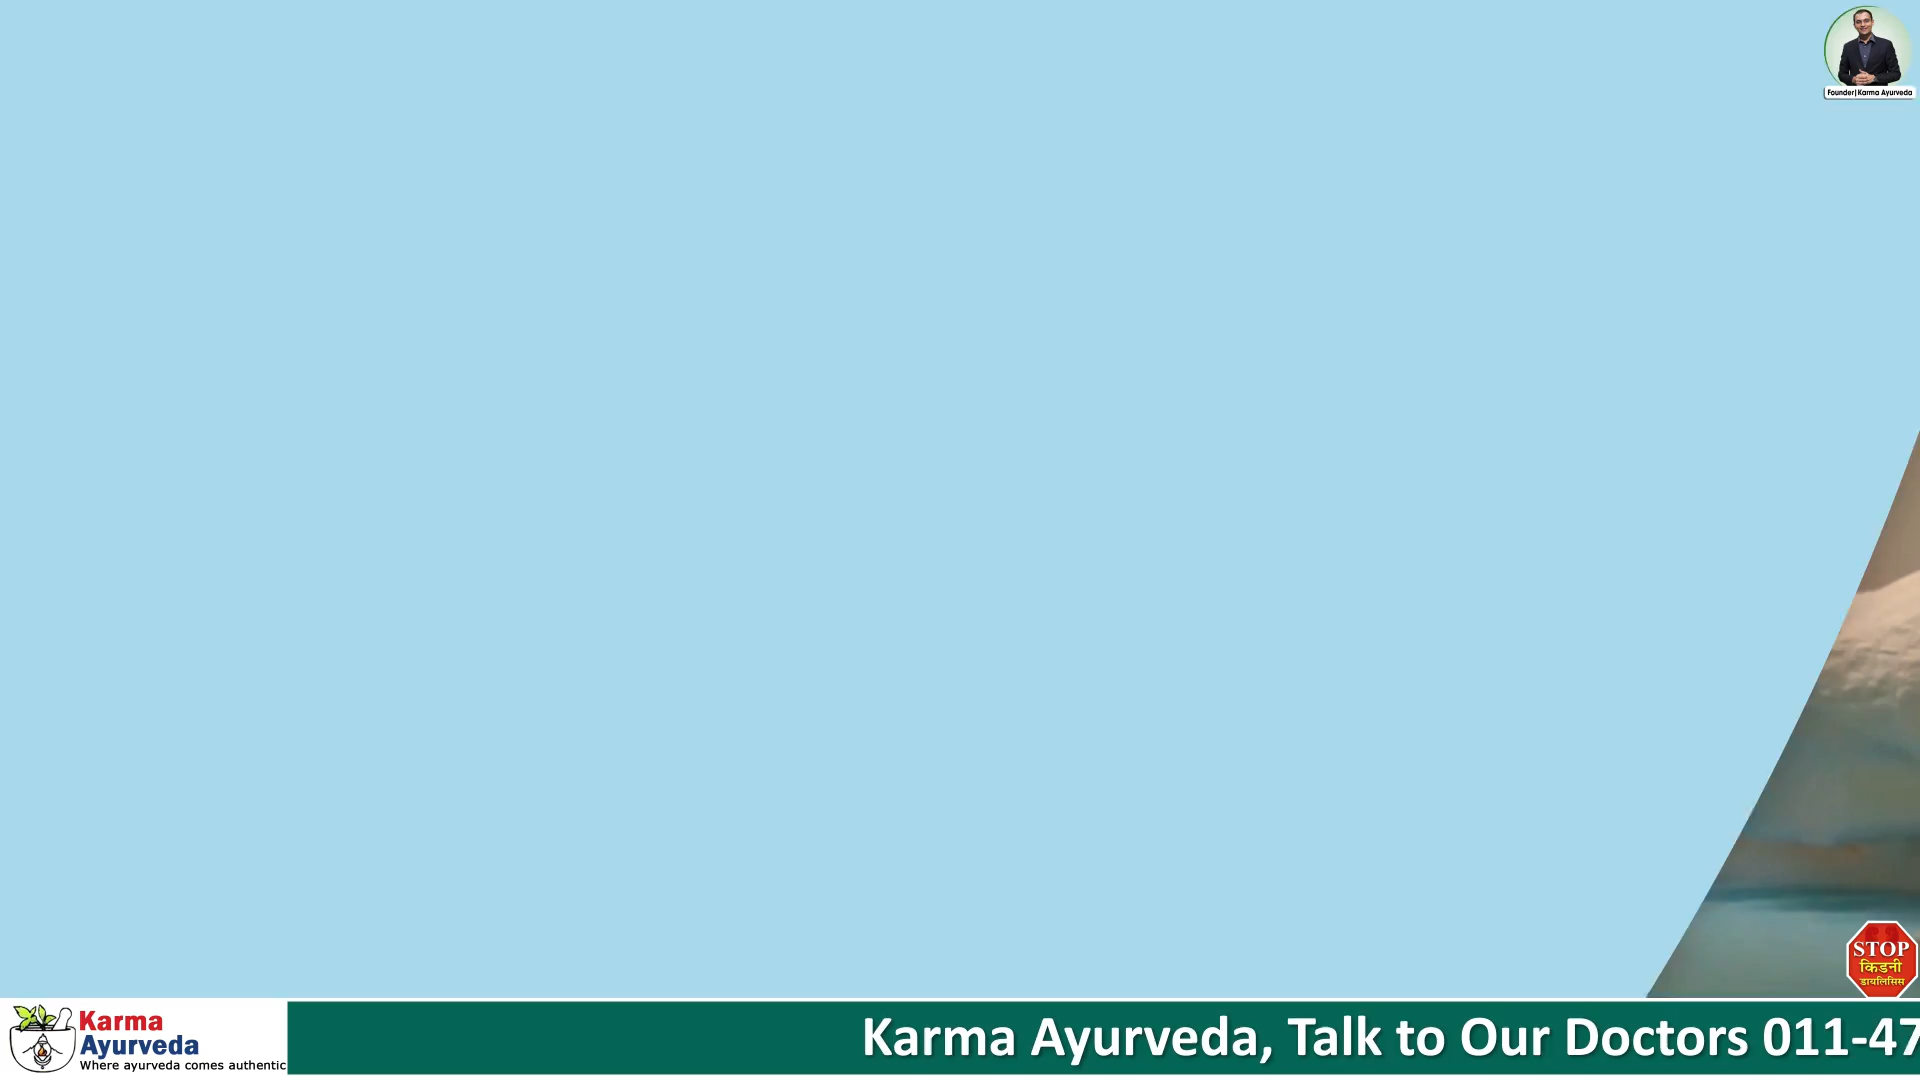 Founder|Karma Ayurveda
STOP
किडनी
डायलिसिस
Karma
Ayurveda
Where ayurveda comes authentic
Karma Ayurveda, Talk to Our Doctors 011-47